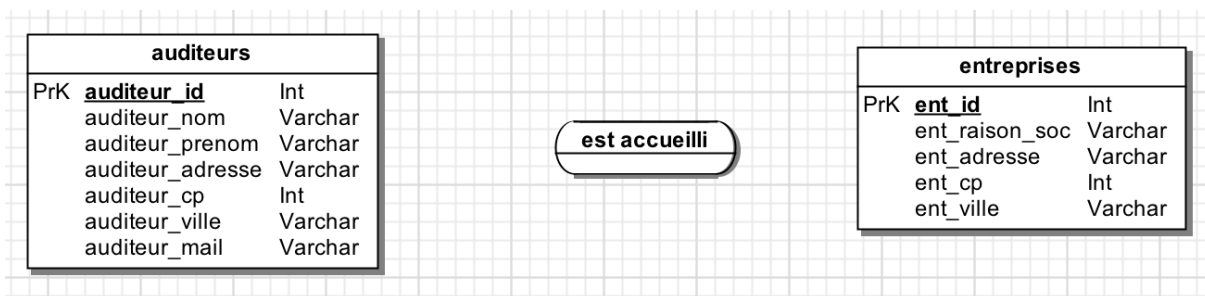 auditeurs
PrK auditeur_id Int
auditeur_nom Varchar
auditeur_prenom Varchar
auditeur_adresse Varchar
auditeur_cp Int
auditeur_ville Varchar
auditeur_mail Varchar
est accueilli
entreprises
PrK ent_id Int
ent_raison_soc Varchar
ent_adresse Varchar
ent_cp Int
ent_ville Varchar